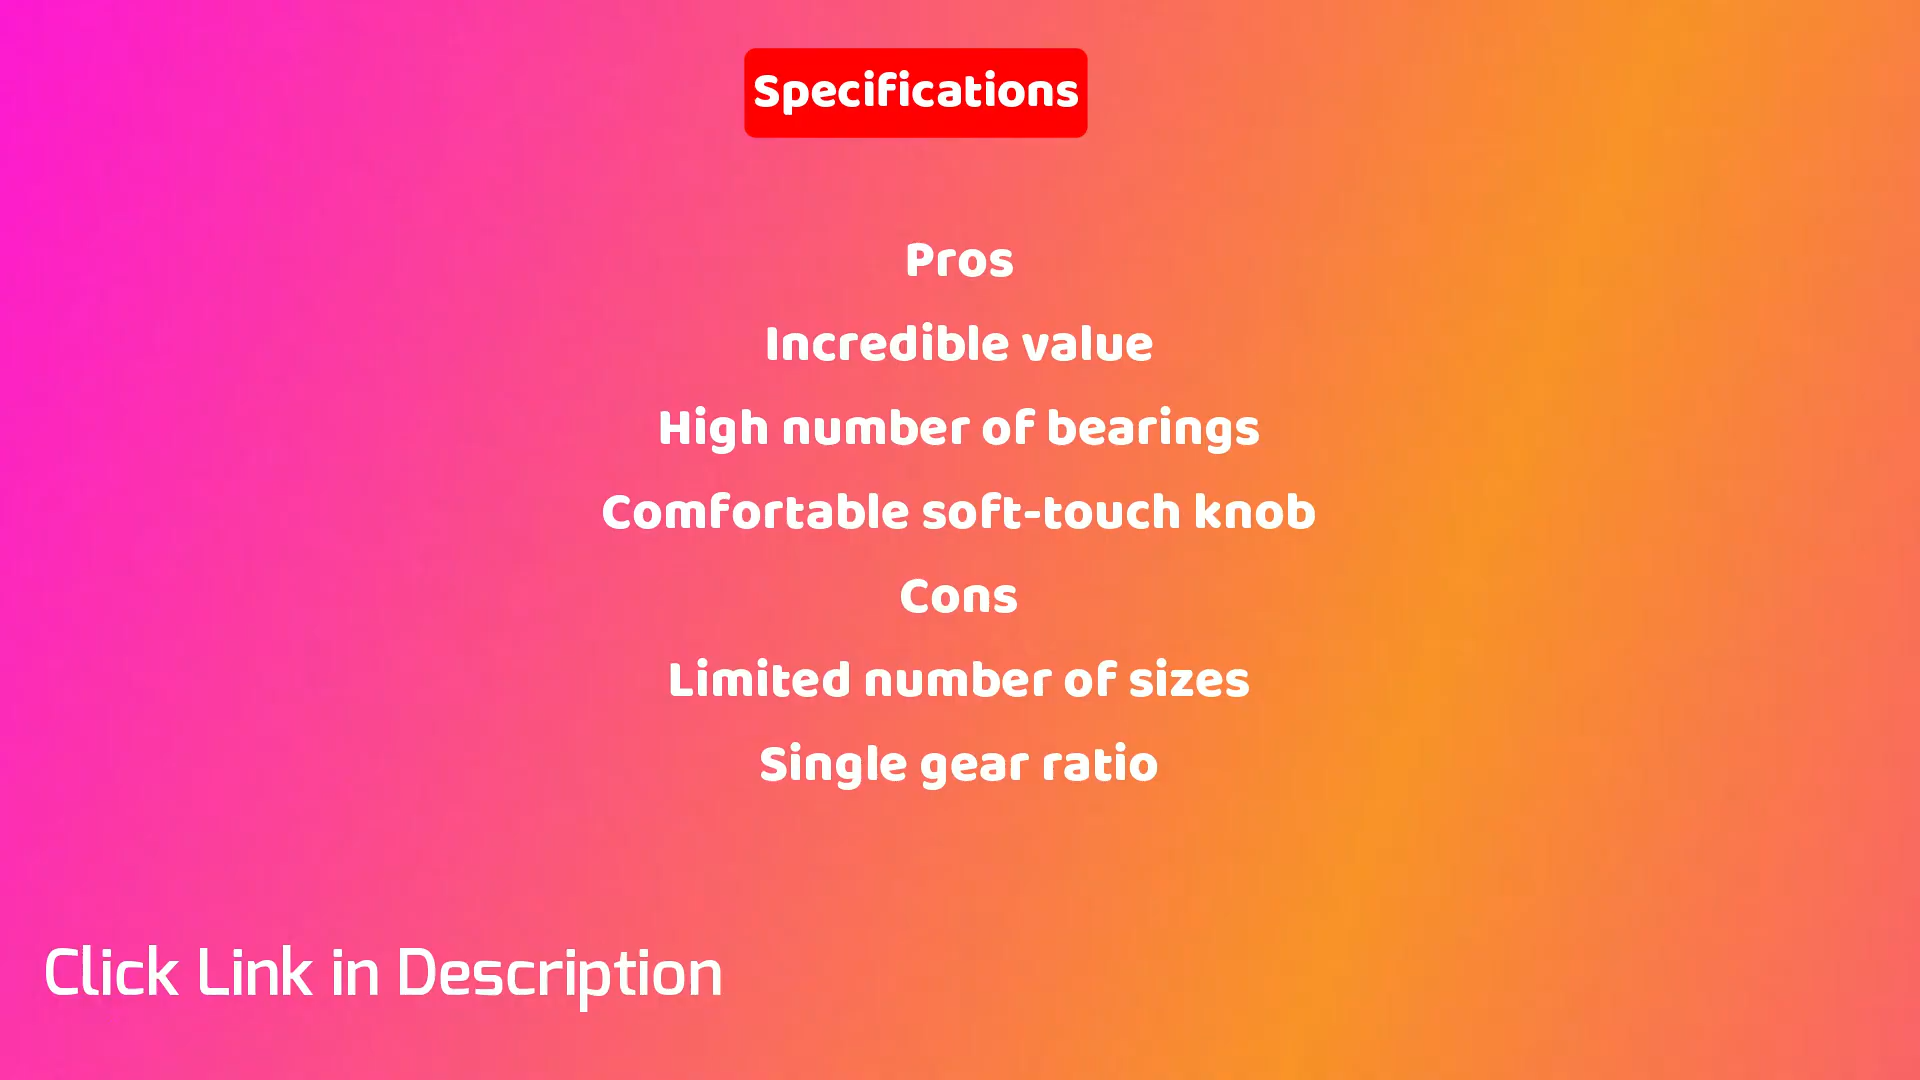 Specifications
Pros
Incredible value
High number of bearings
Comfortable soft-touch knob
Cons
Limited number of sizes
Single gear ratio
Click Link in Description